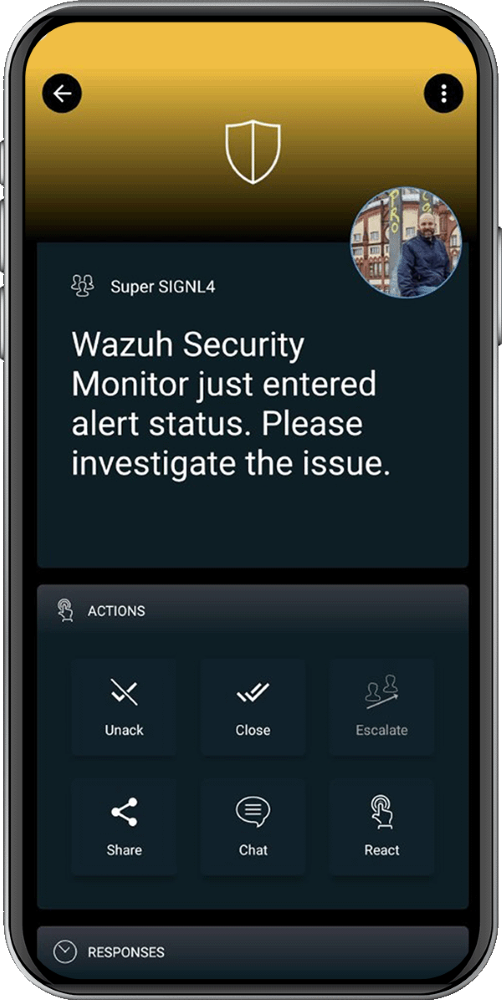 Super SIGNL4
Wazuh Security
Monitor just entered
alert status. Please
investigate the issue.
ACTIONS
Unack
Close
Escalate
Share
Chat
React
RESPONSES